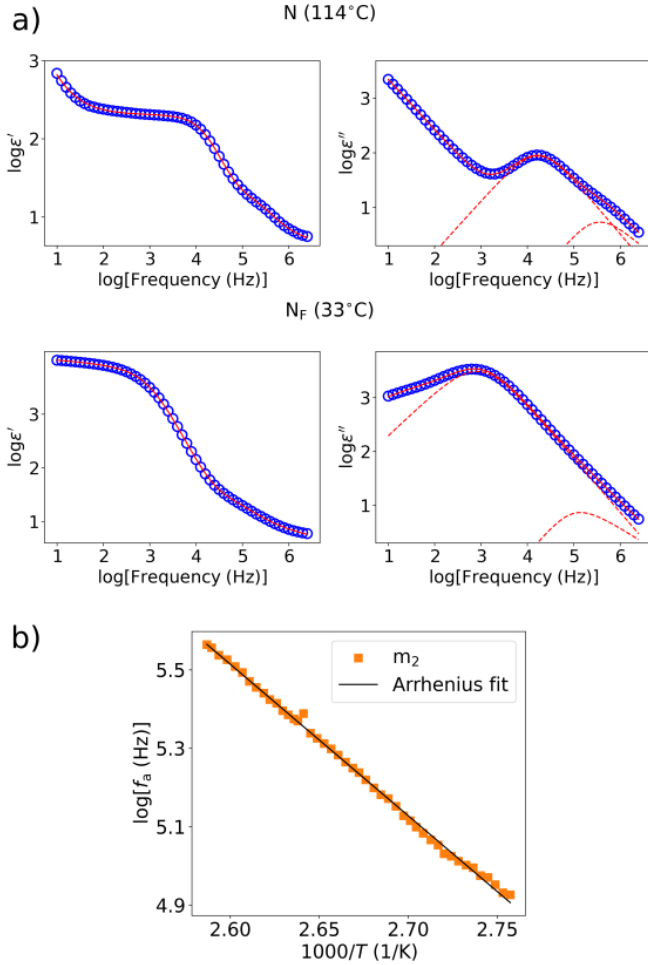 a)
N (114°C)
logε′
3
2
1
1 2 3 4 5 6
log[Frequency (Hz)]
logε″
3
2
1
1 2 3 4 5 6
log[Frequency (Hz)]
N_F (33°C)
logε′
3
2
1
1 2 3 4 5 6
log[Frequency (Hz)]
logε″
3
1
1 2 3 4 5 6
log[Frequency (Hz)]
b)
log[f_a (Hz)]
5.5
5.3
5.1
4.9
m₂
Arrhenius fit
2.60 2.65 2.70 2.75
1000/T (1/K)